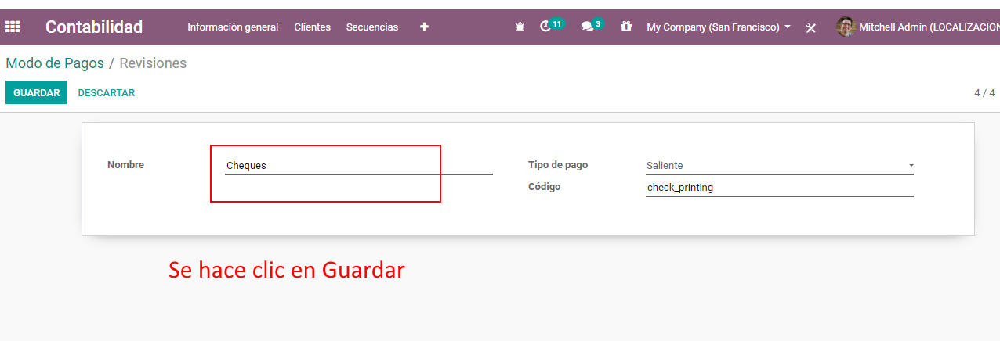 Contabilidad Información general Clientes Secuencias + 11 3 My Company (San Francisco) Mitchell Admin (LOCALIZACION
Modo de Pagos / Revisiones
GUARDAR DESCARTAR 4 / 4
Nombre Cheques Tipo de pago Saliente
Código check_printing
Se hace clic en Guardar